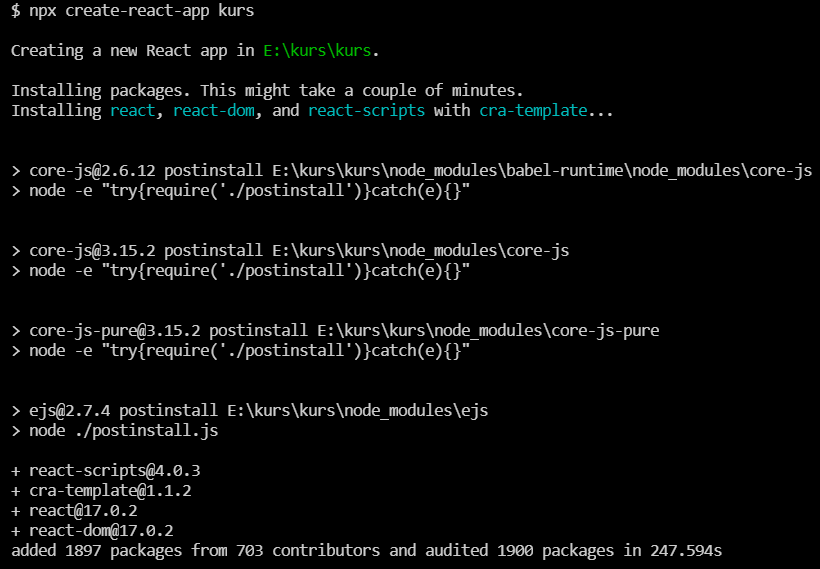 $ npx create-react-app kurs
Creating a new React app in E:\kurs\kurs.
Installing packages. This might take a couple of minutes.
Installing react, react-dom, and react-scripts with cra-template...
> core-js@2.6.12 postinstall E:\kurs\kurs\node_modules\babel-runtime\node_modules\core-js
> node -e "try{require('./postinstall')}catch(e){}"
> core-js@3.15.2 postinstall E:\kurs\kurs\node_modules\core-js
> node -e "try{require('./postinstall')}catch(e){}"
> core-js-pure@3.15.2 postinstall E:\kurs\kurs\node_modules\core-js-pure
> node -e "try{require('./postinstall')}catch(e){}"
> ejs@2.7.4 postinstall E:\kurs\kurs\node_modules\ejs
> node ./postinstall.js
+ react-scripts@4.0.3
+ cra-template@1.1.2
+ react@17.0.2
+ react-dom@17.0.2
added 1897 packages from 703 contributors and audited 1900 packages in 247.594s